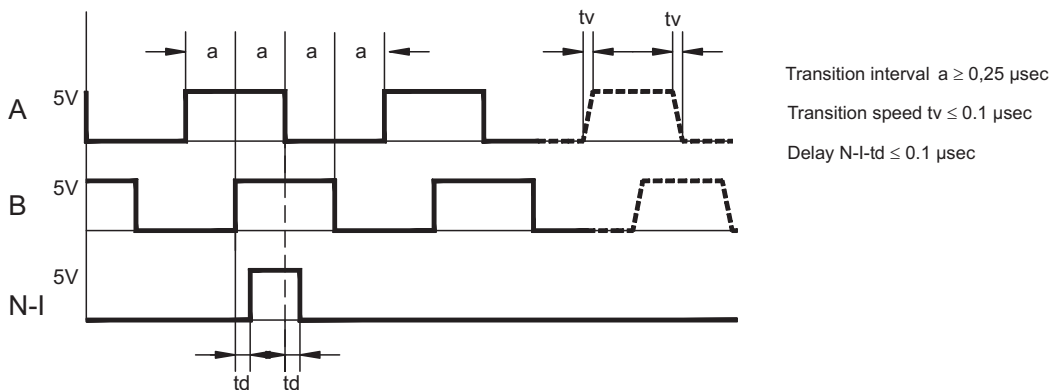 tv tv
a a a a
Transition interval a ≥ 0,25 μsec
5V
A
Transition speed tv ≤ 0.1 μsec
Delay N-I-td ≤ 0.1 μsec
5V
B
5V
N-I
td td